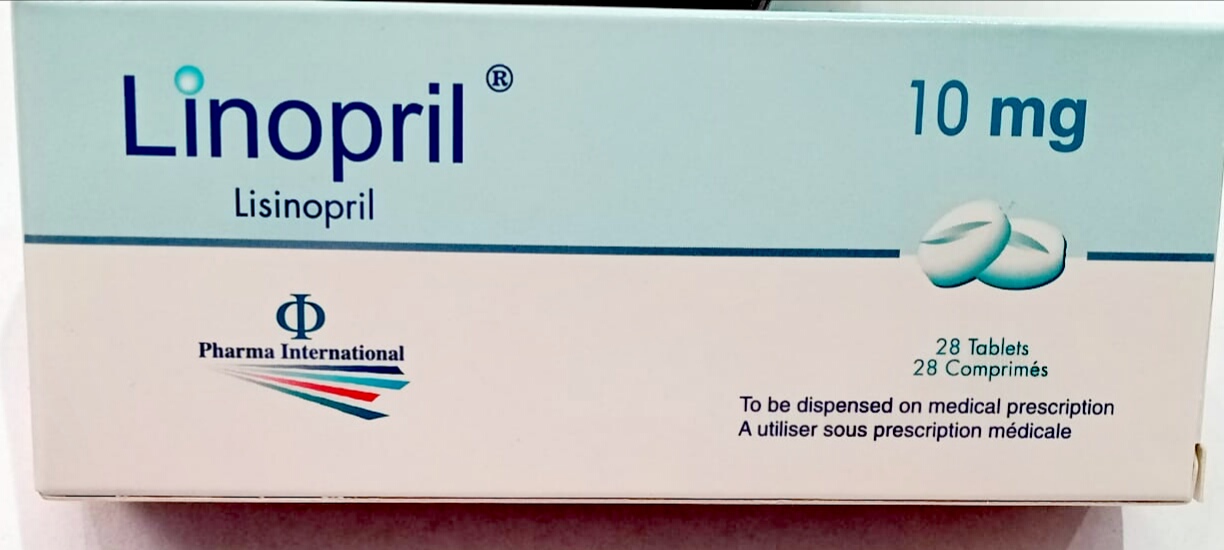 Linopril ®
10 mg
Lisinopril
Φ
Pharma International
28 Tablets
28 Comprimés
To be dispensed on medical prescription
A utiliser sous prescription médicale